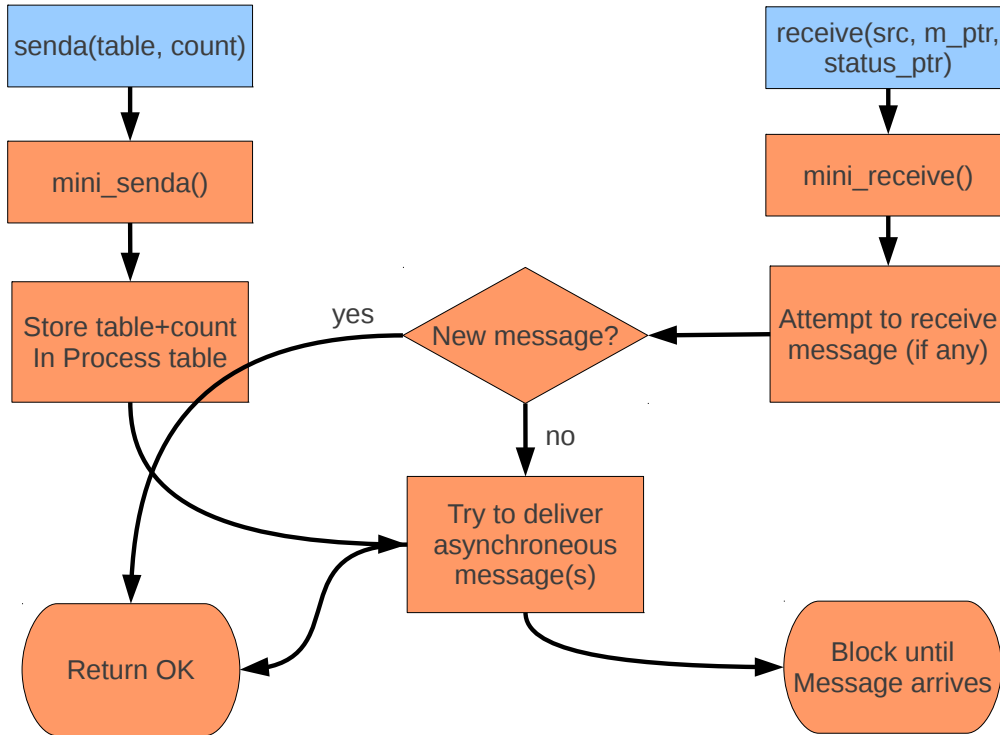 senda(table, count)
receive(src, m_ptr,
status_ptr)
mini_senda()
mini_receive()
Store table+count
In Process table
yes
New message?
Attempt to receive
message (if any)
no
Try to deliver
asynchroneous
message(s)
Return OK
Block until
Message arrives